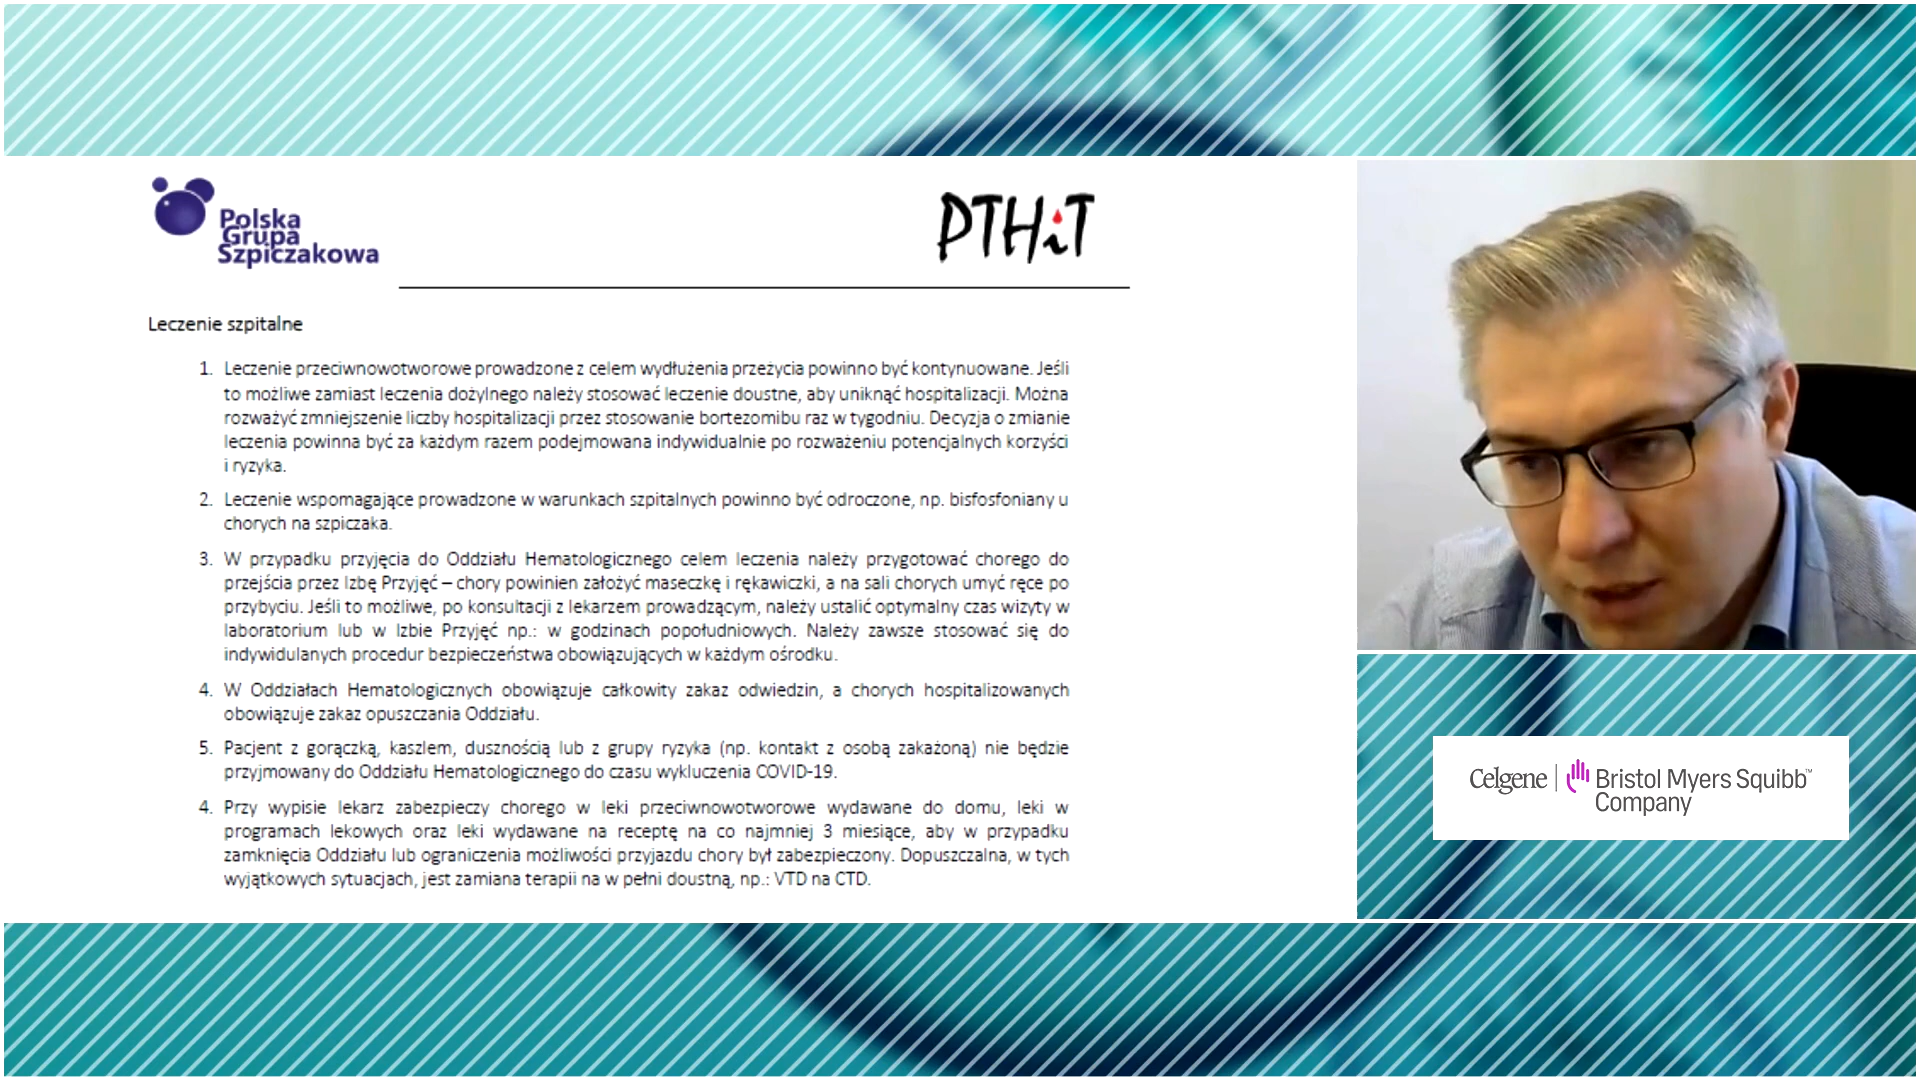 Polska
Grupa
Szpiczakowa
PTHiT
Leczenie szpitalne
1. Leczenie przeciwnowotworowe prowadzone z celem wydłużenia przeżycia powinno być kontynuowane. Jeśli
to możliwe zamiast leczenia dożylnego należy stosować leczenie doustne, aby uniknąć hospitalizacji. Można
rozważyć zmniejszenie liczby hospitalizacji przez stosowanie bortezomibu raz w tygodniu. Decyzja o zmianie
leczenia powinna być za każdym razem podejmowana indywidualnie po rozważeniu potencjalnych korzyści
i ryzyka.
2. Leczenie wspomagające prowadzone w warunkach szpitalnych powinno być odroczone, np. bisfosfoniany u
chorych na szpiczaka.
3. W przypadku przyjęcia do Oddziału Hematologicznego celem leczenia należy przygotować chorego do
przejścia przez Izbę Przyjęć – chory powinien założyć maseczkę i rękawiczki, a na sali chorych umyć ręce po
przybyciu. Jeśli to możliwe, po konsultacji z lekarzem prowadzącym, należy ustalić optymalny czas wizyty w
laboratorium lub w Izbie Przyjęć np.: w godzinach popołudniowych. Należy zawsze stosować się do
indywidulanych procedur bezpieczeństwa obowiązujących w każdym ośrodku.
4. W Oddziałach Hematologicznych obowiązuje całkowity zakaz odwiedzin, a chorych hospitalizowanych
obowiązuje zakaz opuszczania Oddziału.
5. Pacjent z gorączką, kaszlem, dusznością lub z grupy ryzyka (np. kontakt z osobą zakażoną) nie będzie
przyjmowany do Oddziału Hematologicznego do czasu wykluczenia COVID-19.
4. Przy wypisie lekarz zabezpieczy chorego w leki przeciwnowotworowe wydawane do domu, leki w
programach lekowych oraz leki wydawane na receptę na co najmniej 3 miesiące, aby w przypadku
zamknięcia Oddziału lub ograniczenia możliwości przyjazdu chory był zabezpieczony. Dopuszczalna, w tych
wyjątkowych sytuacjach, jest zamiana terapii na w pełni doustną, np.: VTD na CTD.
Celgene | Bristol Myers Squibb™
Company